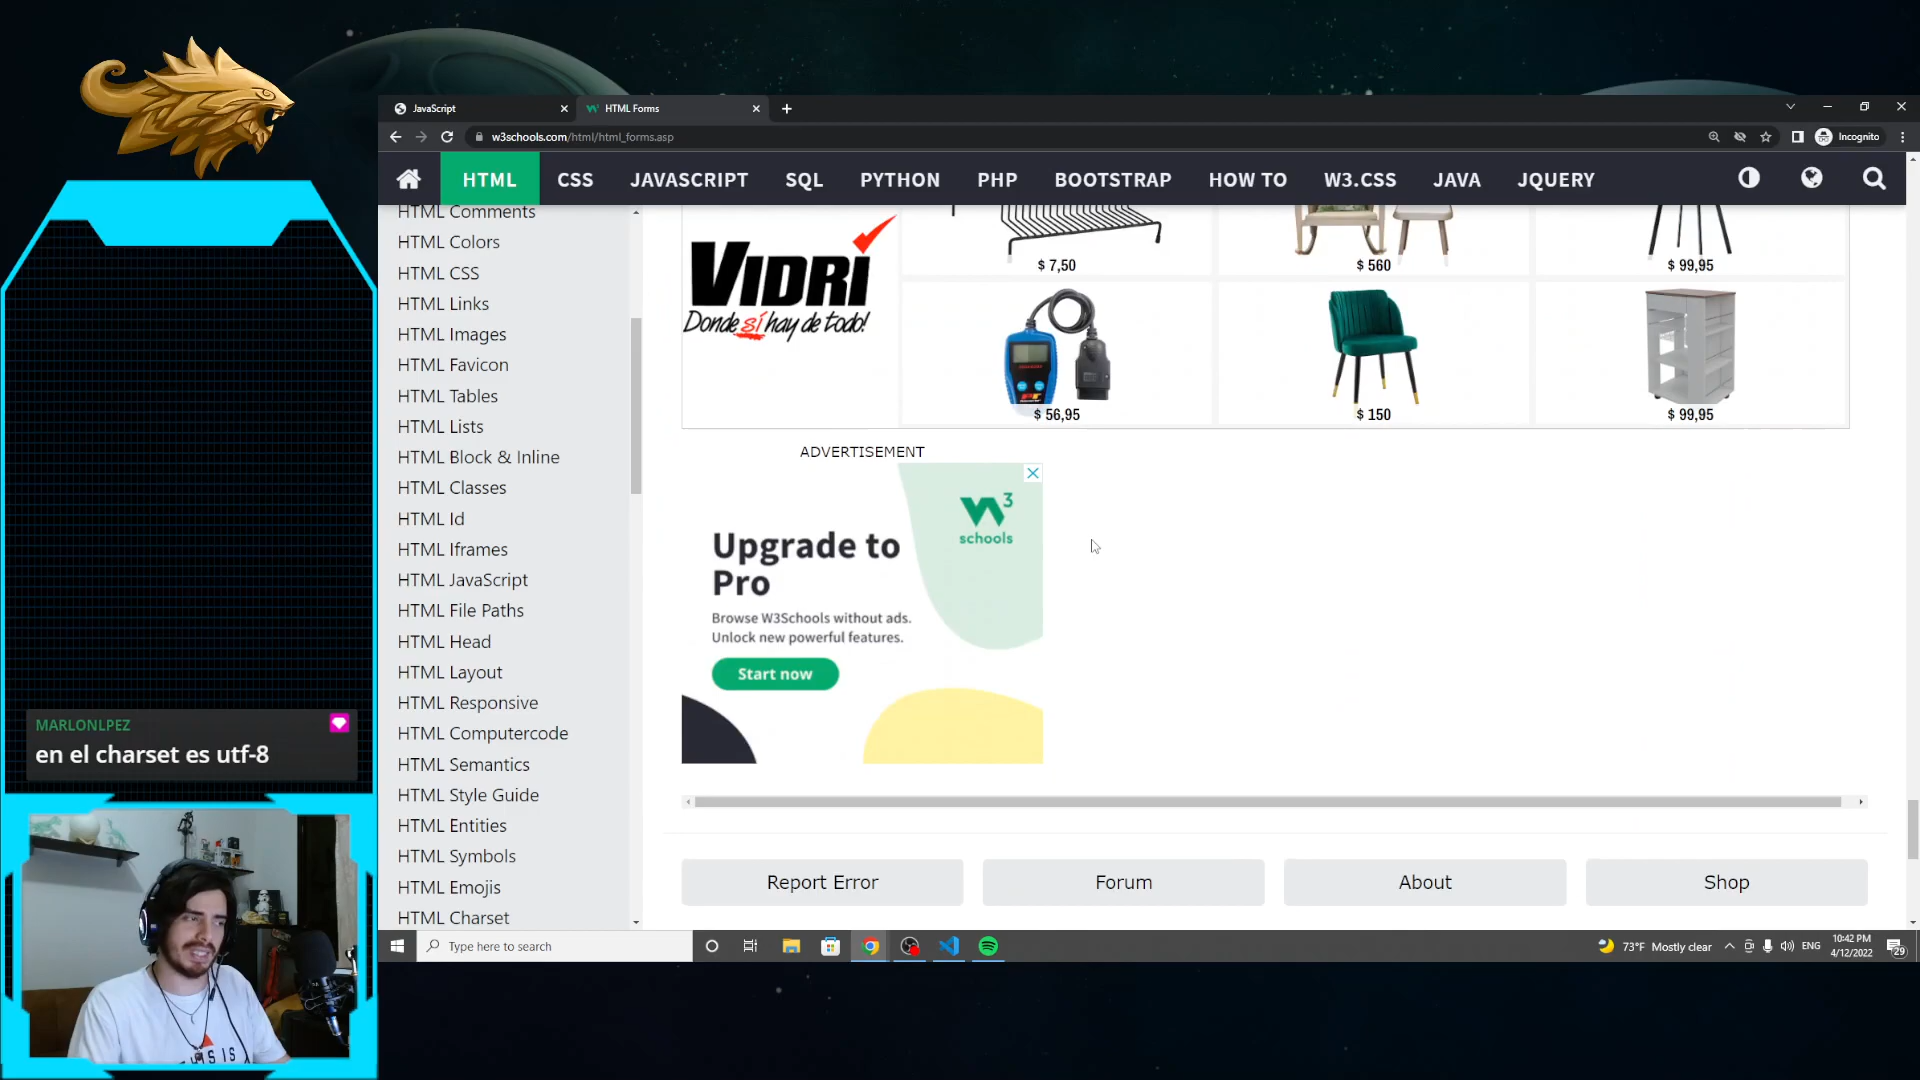 JavaScript
HTML Forms
w3schools.com/html/html_forms.asp
Incognito
HTML
CSS
JAVASCRIPT
SQL
PYTHON
PHP
BOOTSTRAP
HOW TO
W3.CSS
JAVA
JQUERY
HTML Comments
HTML Colors
HTML CSS
HTML Links
HTML Images
HTML Favicon
HTML Tables
HTML Lists
HTML Block & Inline
HTML Classes
HTML Id
HTML Iframes
HTML JavaScript
HTML File Paths
HTML Head
HTML Layout
HTML Responsive
HTML Computercode
HTML Semantics
HTML Style Guide
HTML Entities
HTML Symbols
HTML Emojis
HTML Charset
VIDRI
Donde sí hay de todo!
$ 7,50
$ 560
$ 99,95
$ 56,95
$ 150
$ 99,95
ADVERTISEMENT
W3
schools
Upgrade to
Pro
Browse W3Schools without ads.
Unlock new powerful features.
Start now
Report Error
Forum
About
Shop
MARLONLPEZ
en el charset es utf-8
THIS IS
Type here to search
73°F Mostly clear
ENG
10:42 PM
4/12/2022
29